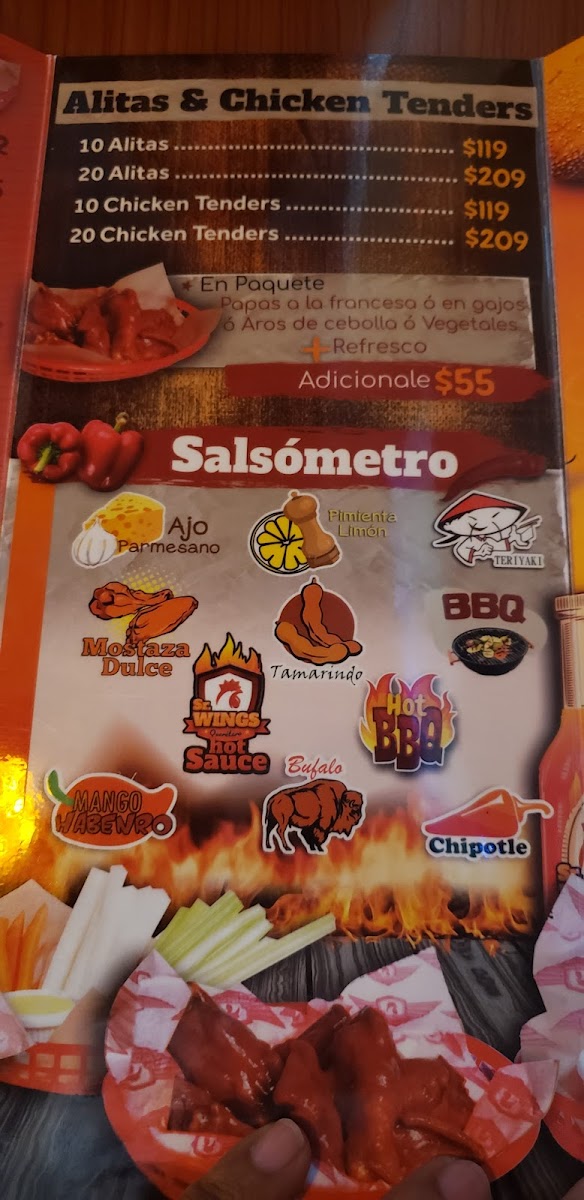 Alitas & Chicken Tenders
10 Alitas ........................................ $119
20 Alitas ........................................ $209
10 Chicken Tenders ........................ $119
20 Chicken Tenders ........................ $209
* En Paquete
Papas a la francesa ó en gajos
ó Aros de cebolla ó Vegetales
+ Refresco
Adicionale $55
Salsómetro
Ajo
Parmesano
Pimienta
Limón
TERIYAKI
Mostaza
Dulce
Tamarindo
BBQ
Sr.
WINGS
Querétaro
hot
Sauce
Hot
BBQ
MANGO
HABENRO
Bufalo
Chipotle